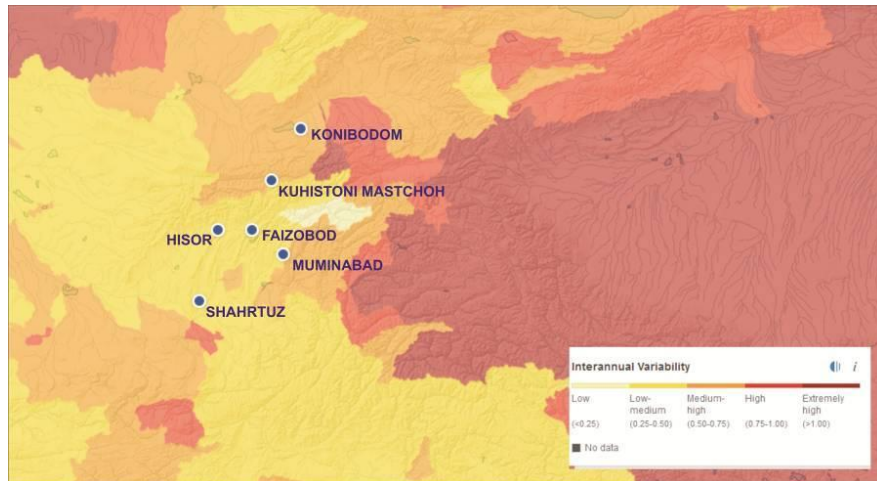 KONIBODOM
KUHISTONI MASTCHOH
HISOR
FAIZOBOD
MUMINABAD
SHAHRTUZ
Interannual Variability i
Low Low-medium Medium-high High Extremely high
(<0.25) (0.25-0.50) (0.50-0.75) (0.75-1.00) (>1.00)
No data